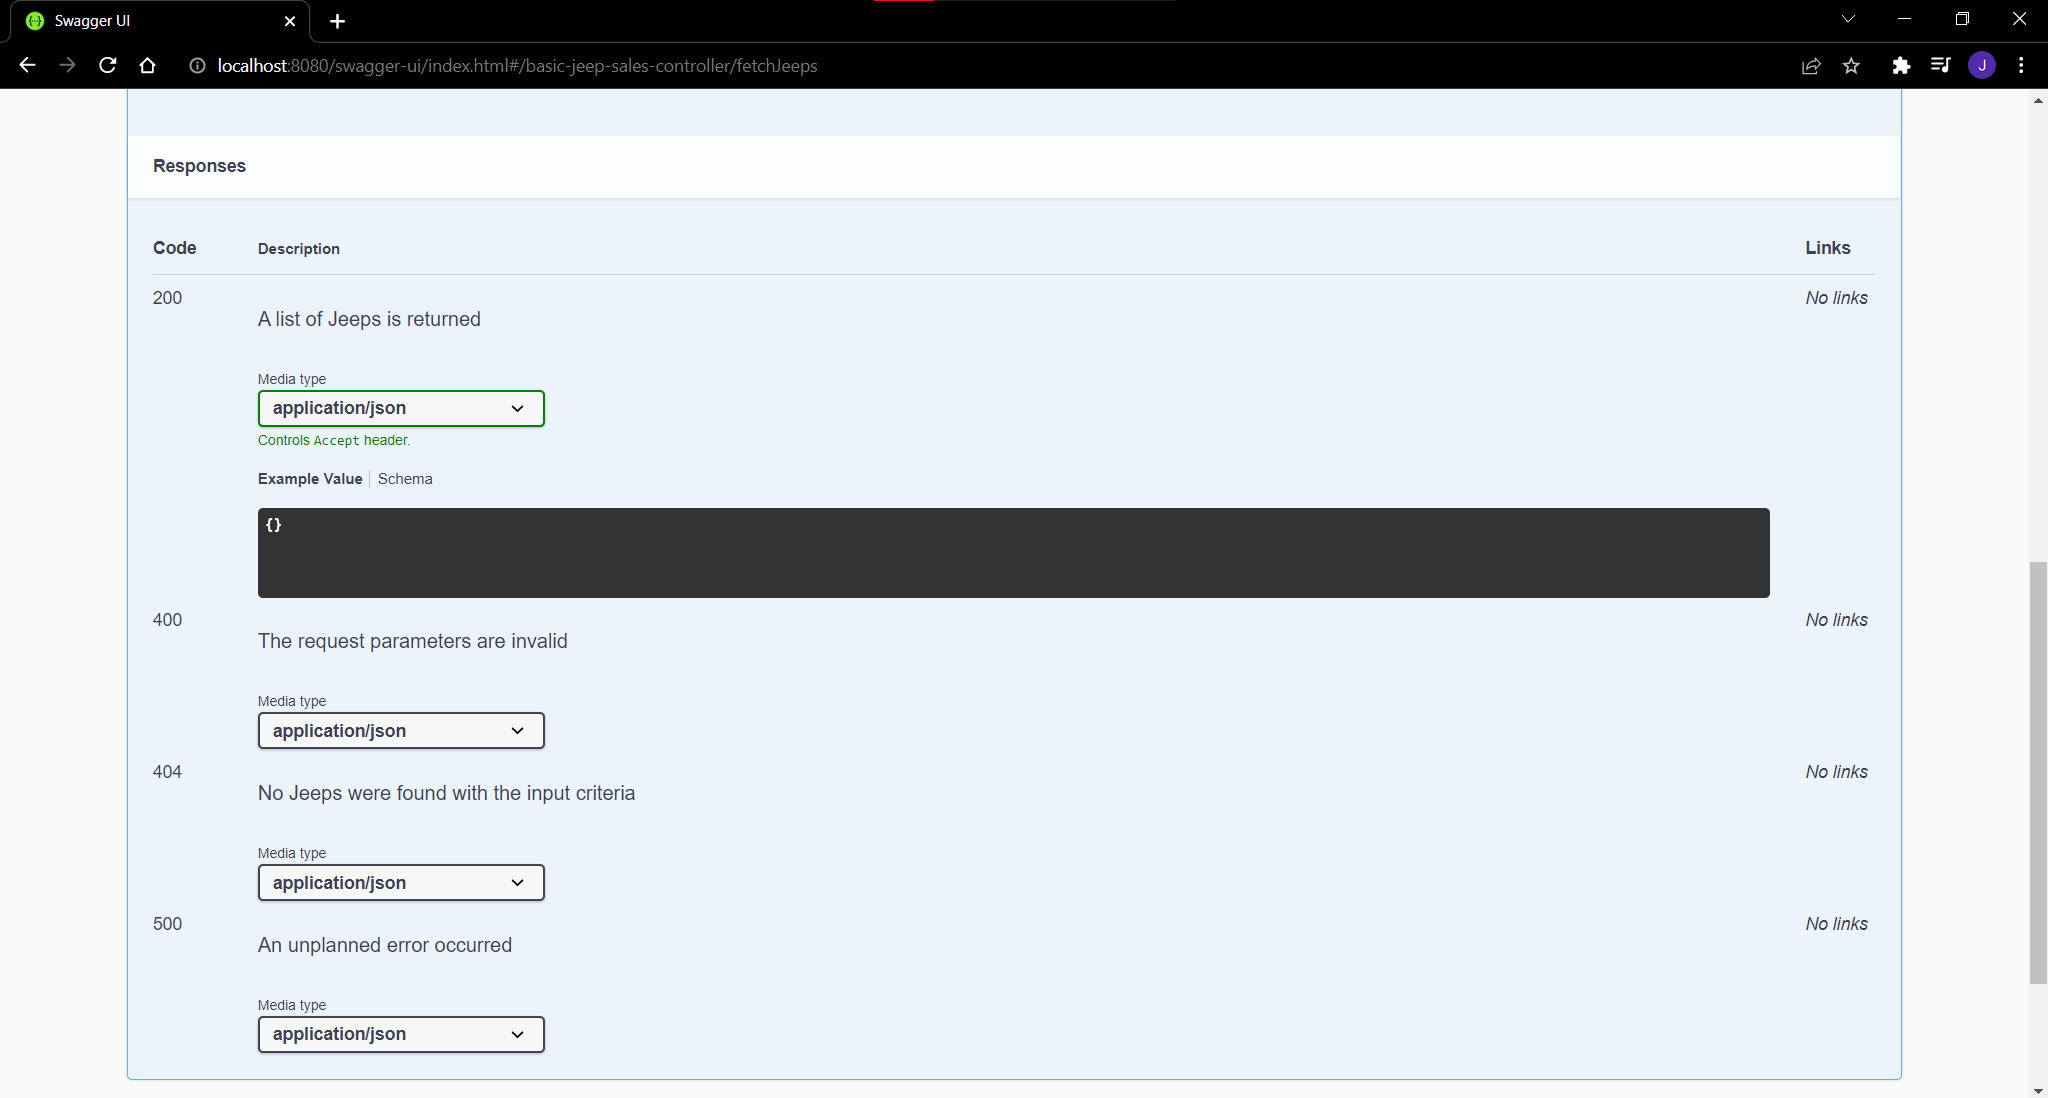 Swagger UI
localhost:8080/swagger-ui/index.html#/basic-jeep-sales-controller/fetchJeeps
J
Responses
Code Description Links
200 No links
A list of Jeeps is returned
Media type
application/json
Controls Accept header.
Example Value Schema
{}
400 No links
The request parameters are invalid
Media type
application/json
404 No links
No Jeeps were found with the input criteria
Media type
application/json
500 No links
An unplanned error occurred
Media type
application/json